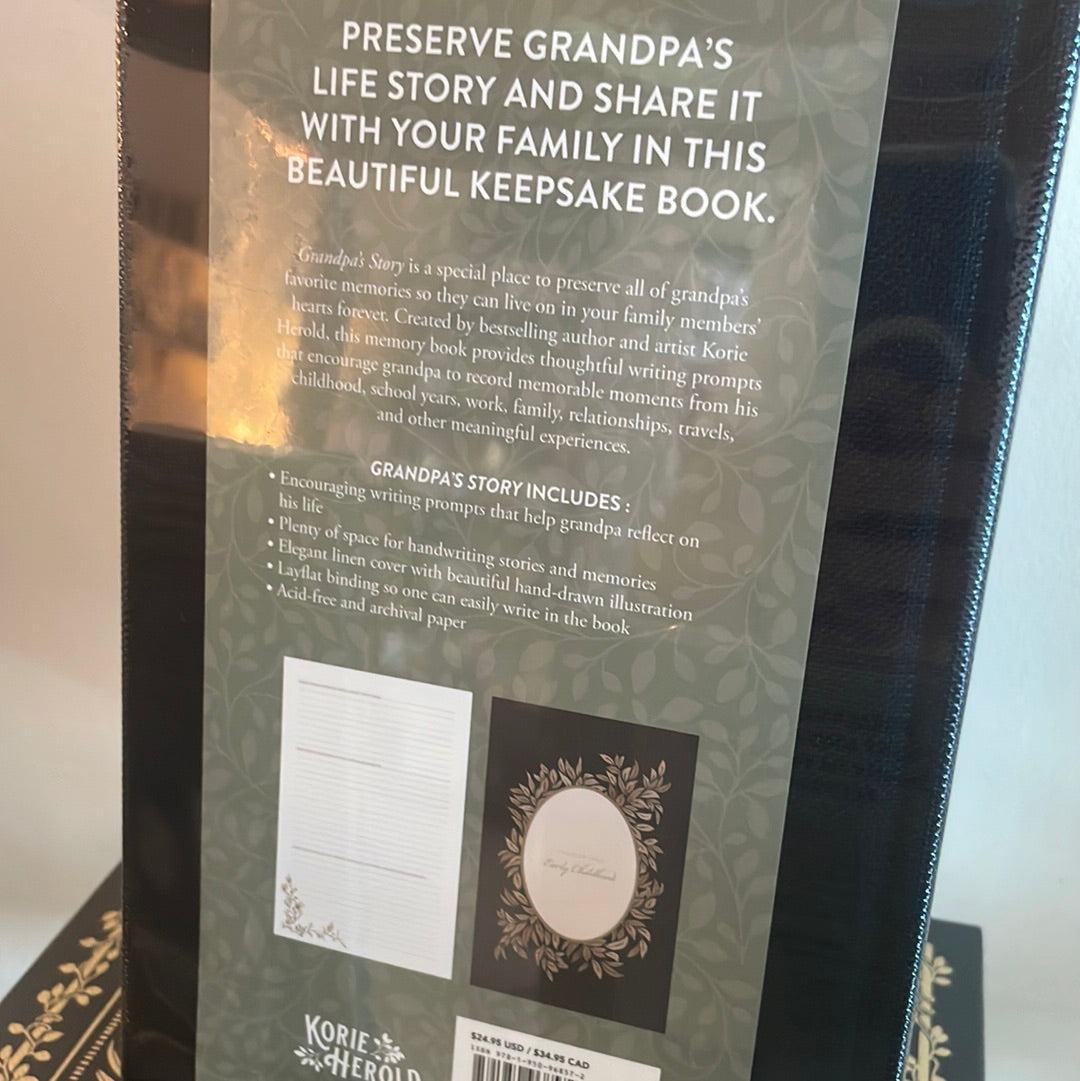 PRESERVE GRANDPA'S
LIFE STORY AND SHARE IT
WITH YOUR FAMILY IN THIS
BEAUTIFUL KEEPSAKE BOOK.
Grandpa's Story is a special place to preserve all of grandpa's
favorite memories so they can live on in your family members'
hearts forever. Created by bestselling author and artist Korie
Herold, this memory book provides thoughtful writing prompts
that encourage grandpa to record memorable moments from his
childhood, school years, work, family, relationships, travels,
and other meaningful experiences.
GRANDPA'S STORY INCLUDES :
• Encouraging writing prompts that help grandpa reflect on
his life
• Plenty of space for handwriting stories and memories
• Elegant linen cover with beautiful hand-drawn illustration
• Layflat binding so one can easily write in the book
• Acid-free and archival paper
Early Childhood
KORIE
HEROLD
$24.95 USD / $34.95 CAD
ISBN 978-1-950-96857-2